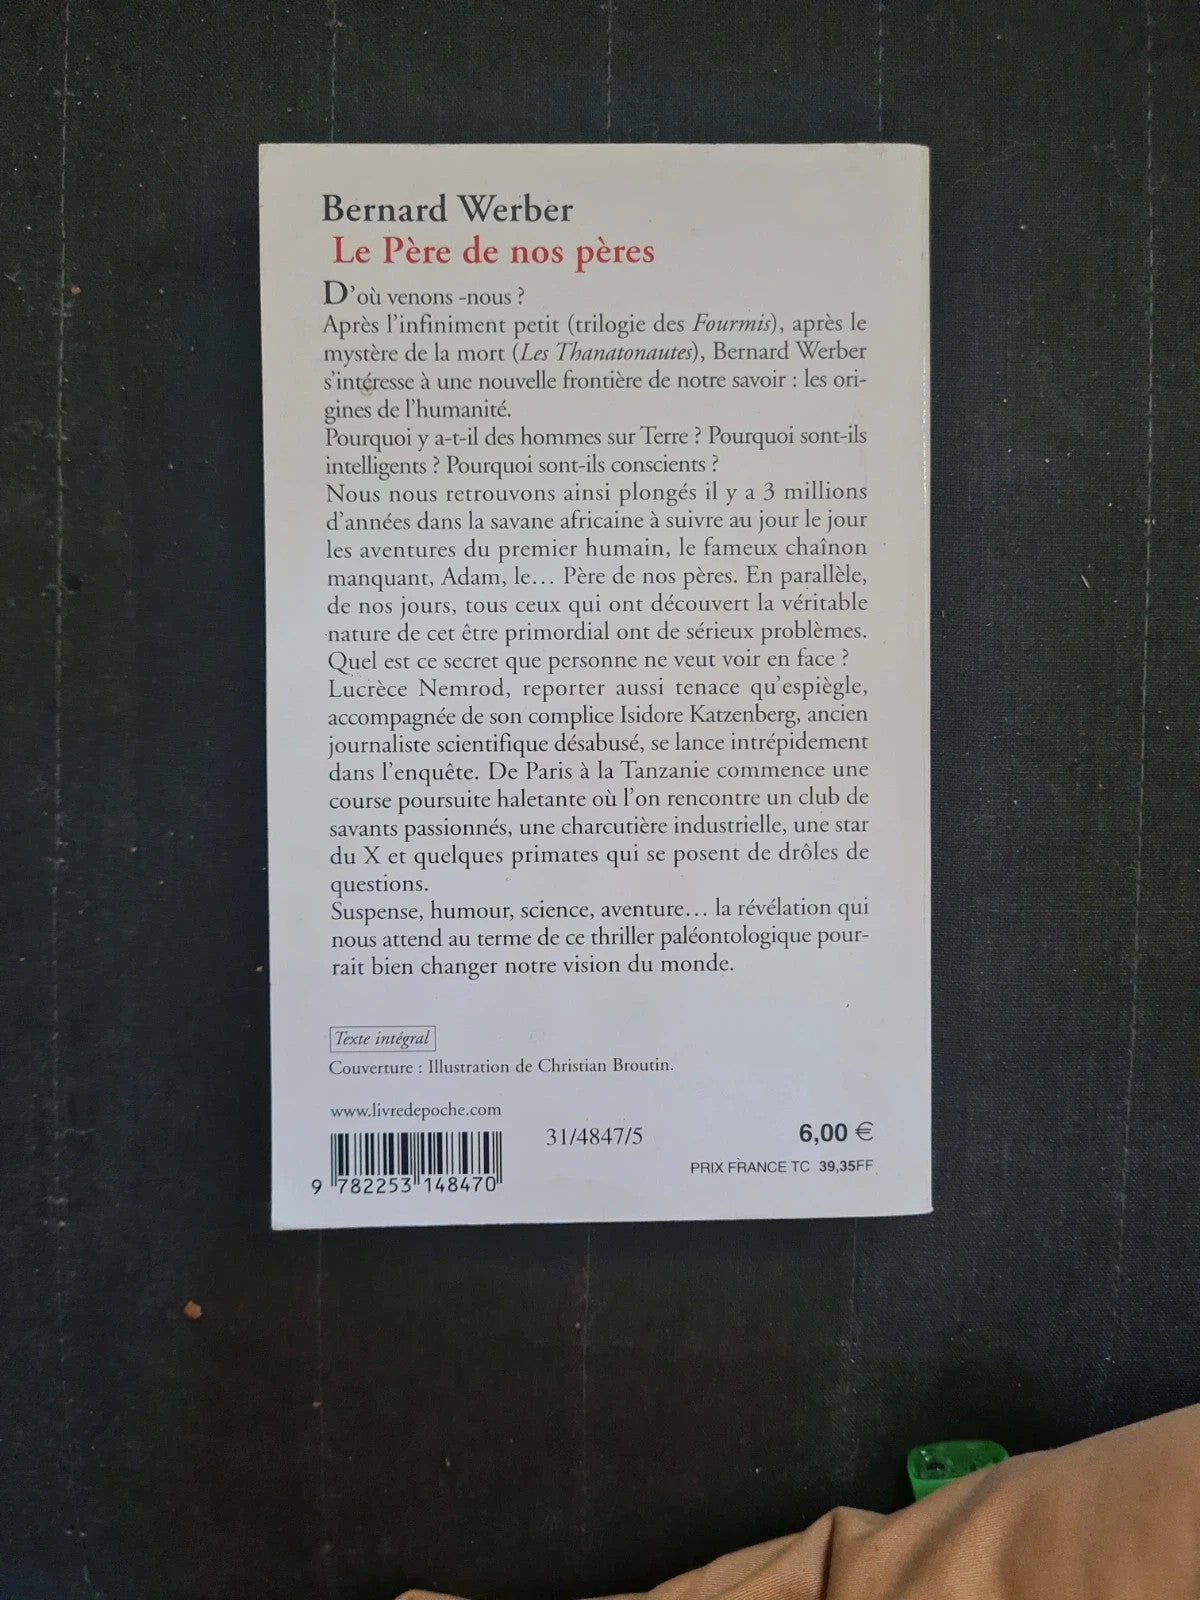 Bernard Werber
Le Père de nos pères
D'où venons -nous ?
Après l'infiniment petit (trilogie des Fourmis), après le
mystère de la mort (Les Thanatonautes), Bernard Werber
s'intéresse à une nouvelle frontière de notre savoir : les ori-
gines de l'humanité.
Pourquoi y a-t-il des hommes sur Terre ? Pourquoi sont-ils
intelligents ? Pourquoi sont-ils conscients ?
Nous nous retrouvons ainsi plongés il y a 3 millions
d'années dans la savane africaine à suivre au jour le jour
les aventures du premier humain, le fameux chaînon
manquant, Adam, le... Père de nos pères. En parallèle,
de nos jours, tous ceux qui ont découvert la véritable
nature de cet être primordial ont de sérieux problèmes.
Quel est ce secret que personne ne veut voir en face ?
Lucrèce Nemrod, reporter aussi tenace qu'espiègle,
accompagnée de son complice Isidore Katzenberg, ancien
journaliste scientifique désabusé, se lance intrépidement
dans l'enquête. De Paris à la Tanzanie commence une
course poursuite haletante où l'on rencontre un club de
savants passionnés, une charcutière industrielle, une star
du X et quelques primates qui se posent de drôles de
questions.
Suspense, humour, science, aventure... la révélation qui
nous attend au terme de ce thriller paléontologique pour-
rait bien changer notre vision du monde.
Texte intégral
Couverture : Illustration de Christian Broutin.
www.livredepoche.com
31/4847/5
6,00 €
PRIX FRANCE TC 39,35FF
9 782253 148470